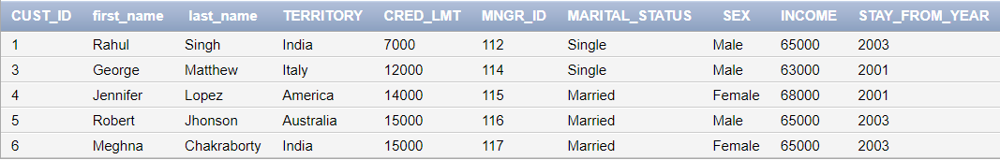 CUST_ID first_name last_name TERRITORY CRED_LMT MNGR_ID MARITAL_STATUS SEX INCOME STAY_FROM_YEAR
1 Rahul Singh India 7000 112 Single Male 65000 2003
3 George Matthew Italy 12000 114 Single Male 63000 2001
4 Jennifer Lopez America 14000 115 Married Female 68000 2001
5 Robert Jhonson Australia 15000 116 Married Male 65000 2003
6 Meghna Chakraborty India 15000 117 Married Female 65000 2003